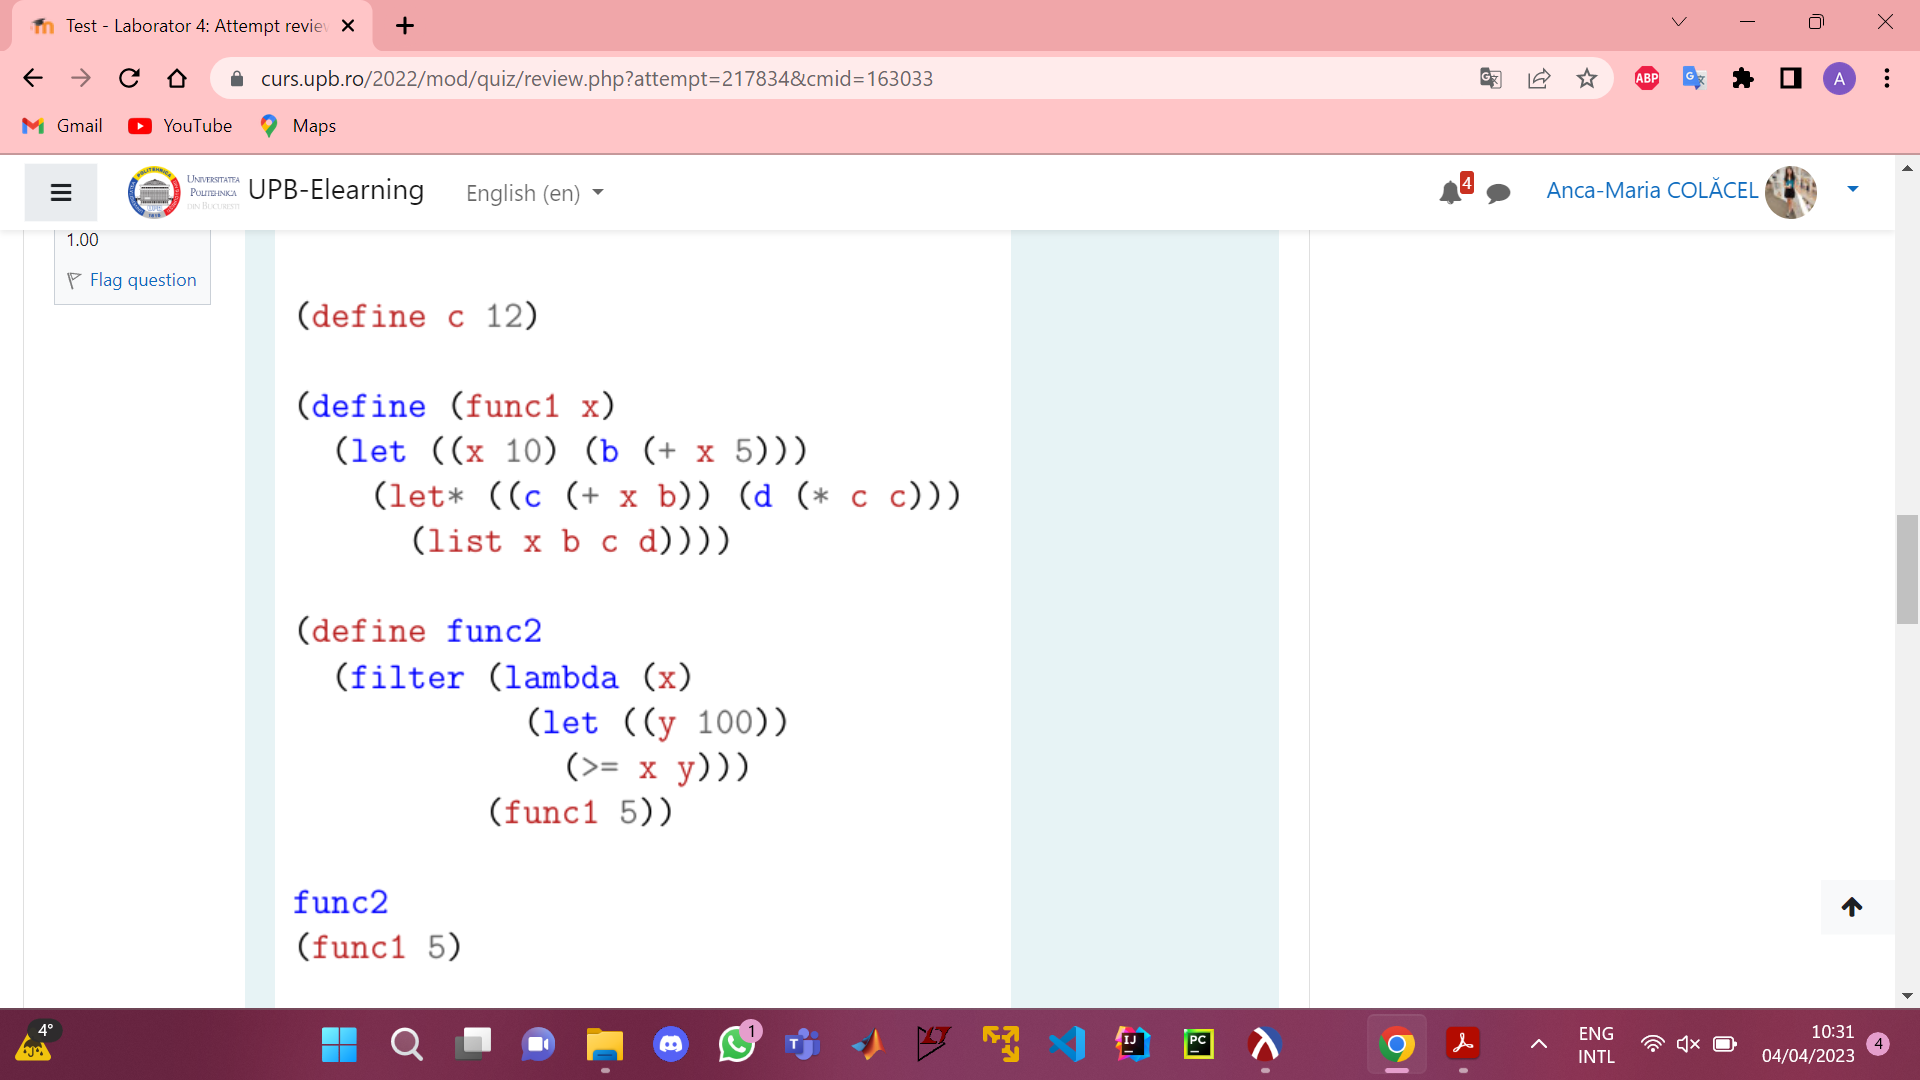 Test - Laborator 4: Attempt revie
curs.upb.ro/2022/mod/quiz/review.php?attempt=217834&cmid=163033
ABP
A
Gmail
YouTube
Maps
UNIVERSITATEA
POLITEHNICA
DIN BUCUREȘTI
UPB-Elearning
English (en)
4
Anca-Maria COLĂCEL
1.00
Flag question
(define c 12)
(define (func1 x)
(let ((x 10) (b (+ x 5)))
(let* ((c (+ x b)) (d (* c c)))
(list x b c d))))
(define func2
(filter (lambda (x)
(let ((y 100))
(>= x y)))
(func1 5))
func2
(func1 5)
4°
1
ENG
INTL
10:31
04/04/2023
4